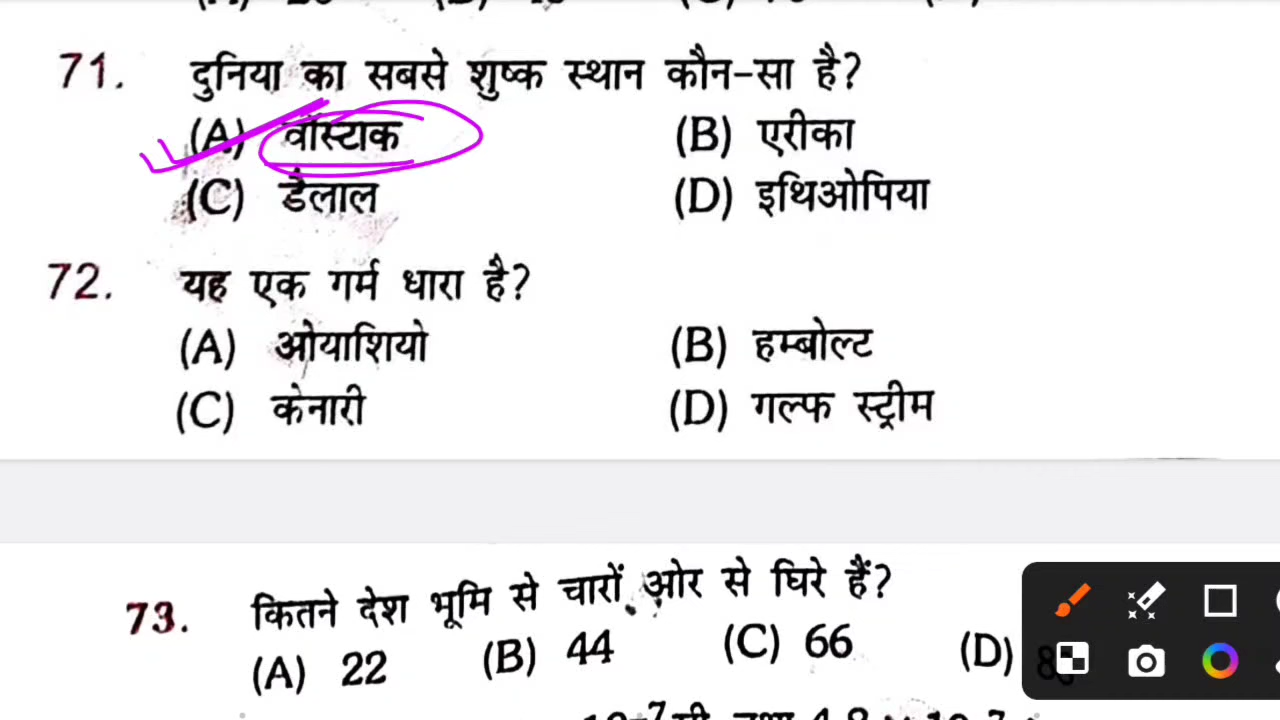 71. दुनिया का सबसे शुष्क स्थान कौन-सा है?
(A) वॉस्टाक (B) एरीका
(C) डैलाल (D) इथिओपिया
72. यह एक गर्म धारा है?
(A) ओयाशियो (B) हम्बोल्ट
(C) केनारी (D) गल्फ स्ट्रीम
73. कितने देश भूमि से चारों ओर से घिरे हैं?
(A) 22 (B) 44 (C) 66 (D)